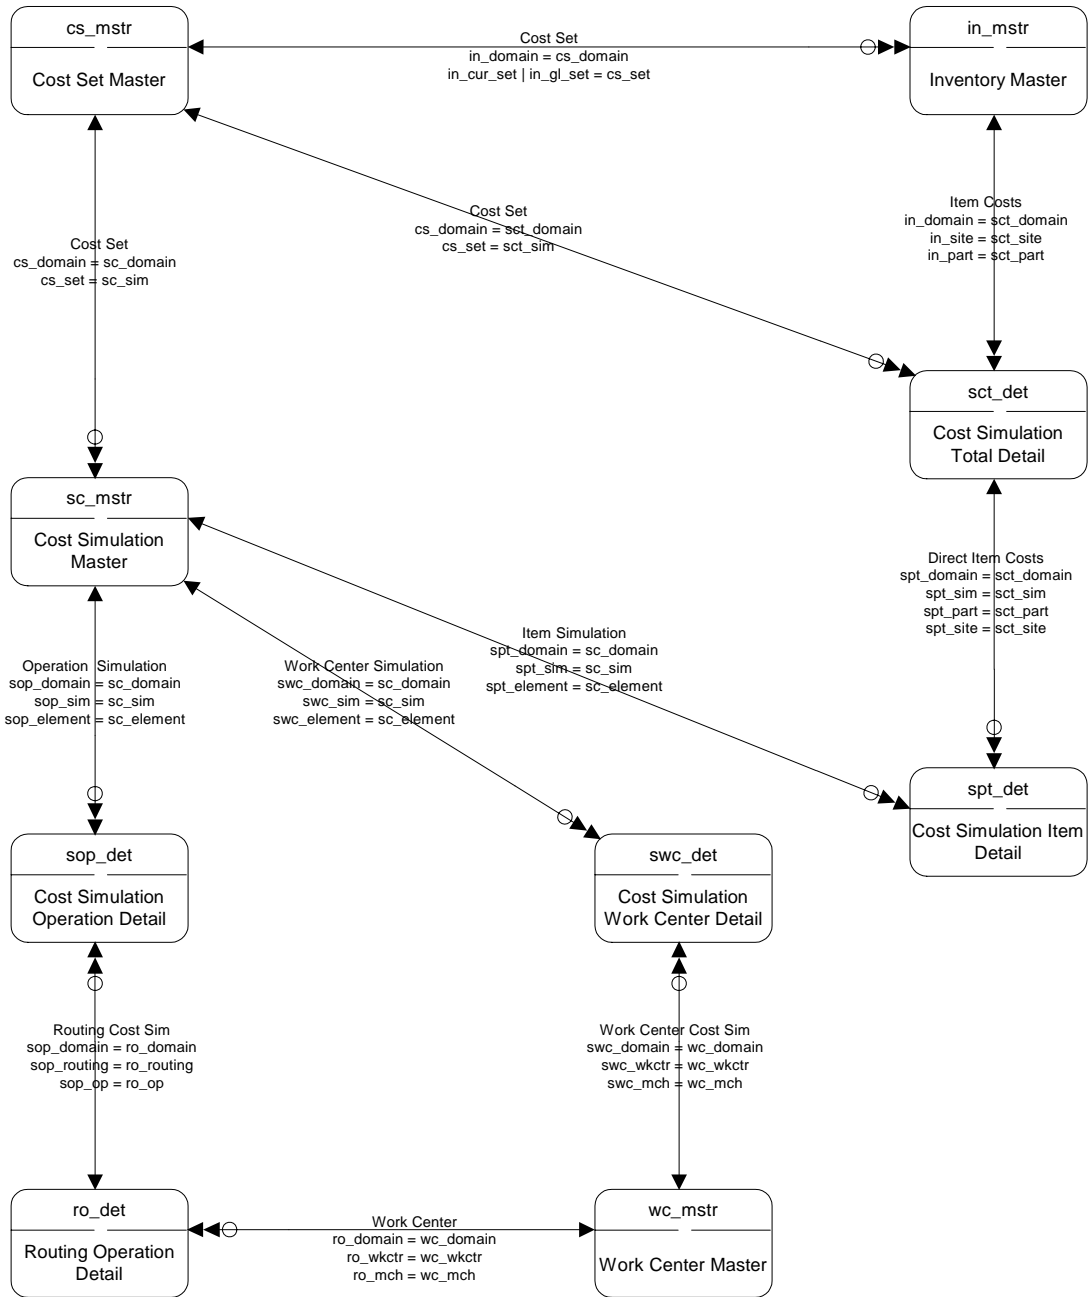 cs_mstr
Cost Set Master
Cost Set
in_domain = cs_domain
in_cur_set | in_gl_set = cs_set
in_mstr
Inventory Master
Cost Set
cs_domain = sct_domain
cs_set = sct_sim
Item Costs
in_domain = sct_domain
in_site = sct_site
in_part = sct_part
Cost Set
cs_domain = sc_domain
cs_set = sc_sim
sct_det
Cost Simulation
Total Detail
sc_mstr
Cost Simulation
Master
Direct Item Costs
spt_domain = sct_domain
spt_sim = sct_sim
spt_part = sct_part
spt_site = sct_site
Operation Simulation
sop_domain = sc_domain
sop_sim = sc_sim
sop_element = sc_element
Work Center Simulation
swc_domain = sc_domain
swc_sim = sc_sim
swc_element = sc_element
Item Simulation
spt_domain = sc_domain
spt_sim = sc_sim
spt_element = sc_element
spt_det
Cost Simulation Item
Detail
sop_det
Cost Simulation
Operation Detail
swc_det
Cost Simulation
Work Center Detail
Routing Cost Sim
sop_domain = ro_domain
sop_routing = ro_routing
sop_op = ro_op
Work Center Cost Sim
swc_domain = wc_domain
swc_wkctr = wc_wkctr
swc_mch = wc_mch
ro_det
Routing Operation
Detail
Work Center
ro_domain = wc_domain
ro_wkctr = wc_wkctr
ro_mch = wc_mch
wc_mstr
Work Center Master